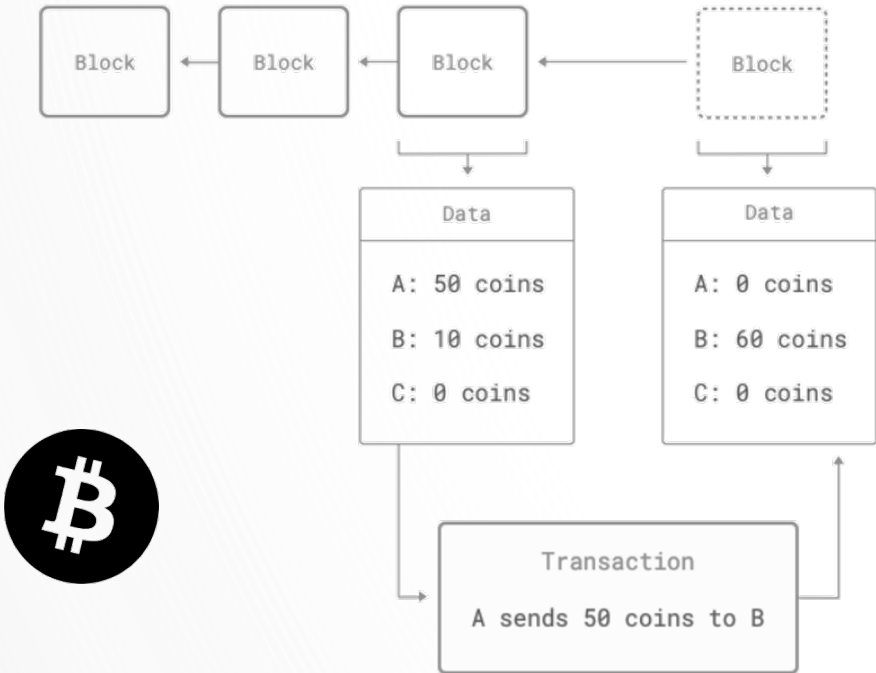 Block
Block
Block
Block
Data
A: 50 coins
B: 10 coins
C: 0 coins
Data
A: 0 coins
B: 60 coins
C: 0 coins
Transaction
A sends 50 coins to B